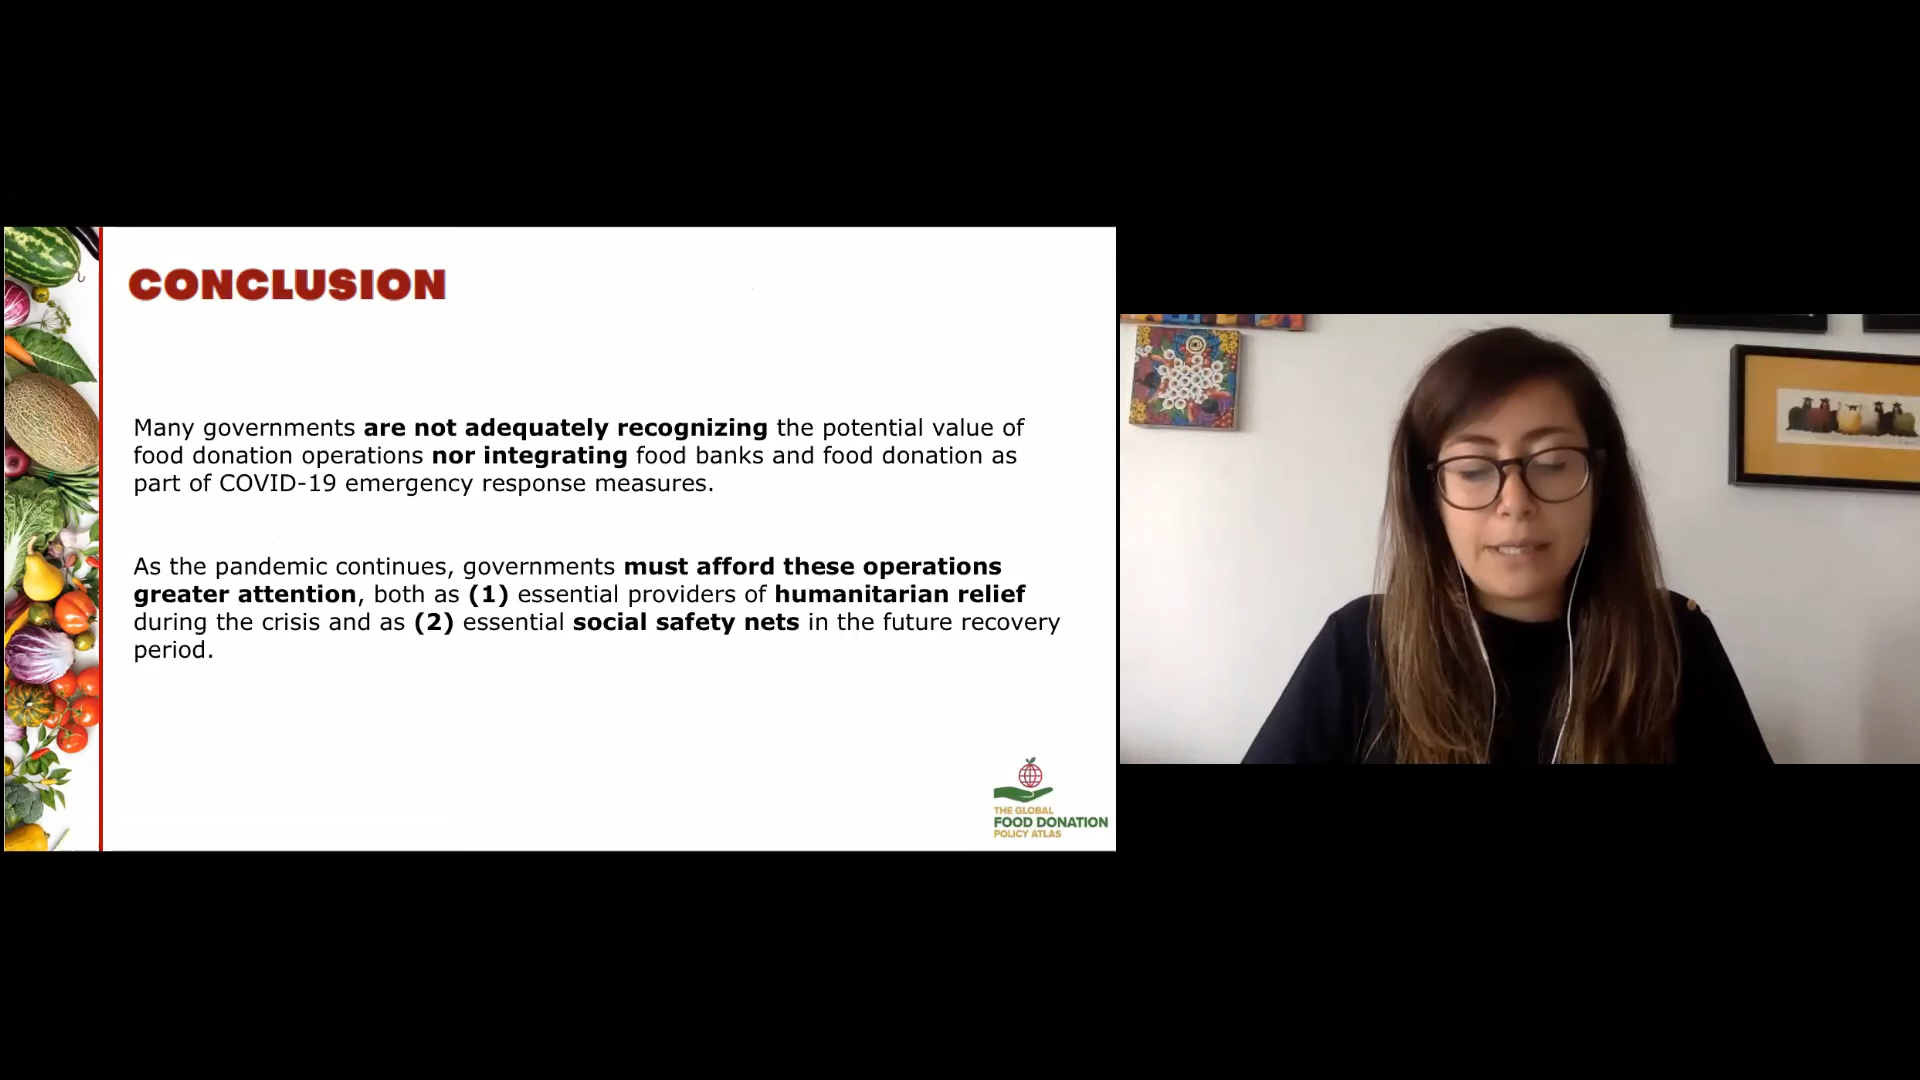 CONCLUSION
Many governments are not adequately recognizing the potential value of
food donation operations nor integrating food banks and food donation as
part of COVID-19 emergency response measures.
As the pandemic continues, governments must afford these operations
greater attention, both as (1) essential providers of humanitarian relief
during the crisis and as (2) essential social safety nets in the future recovery
period.
THE GLOBAL
FOOD DONATION
POLICY ATLAS